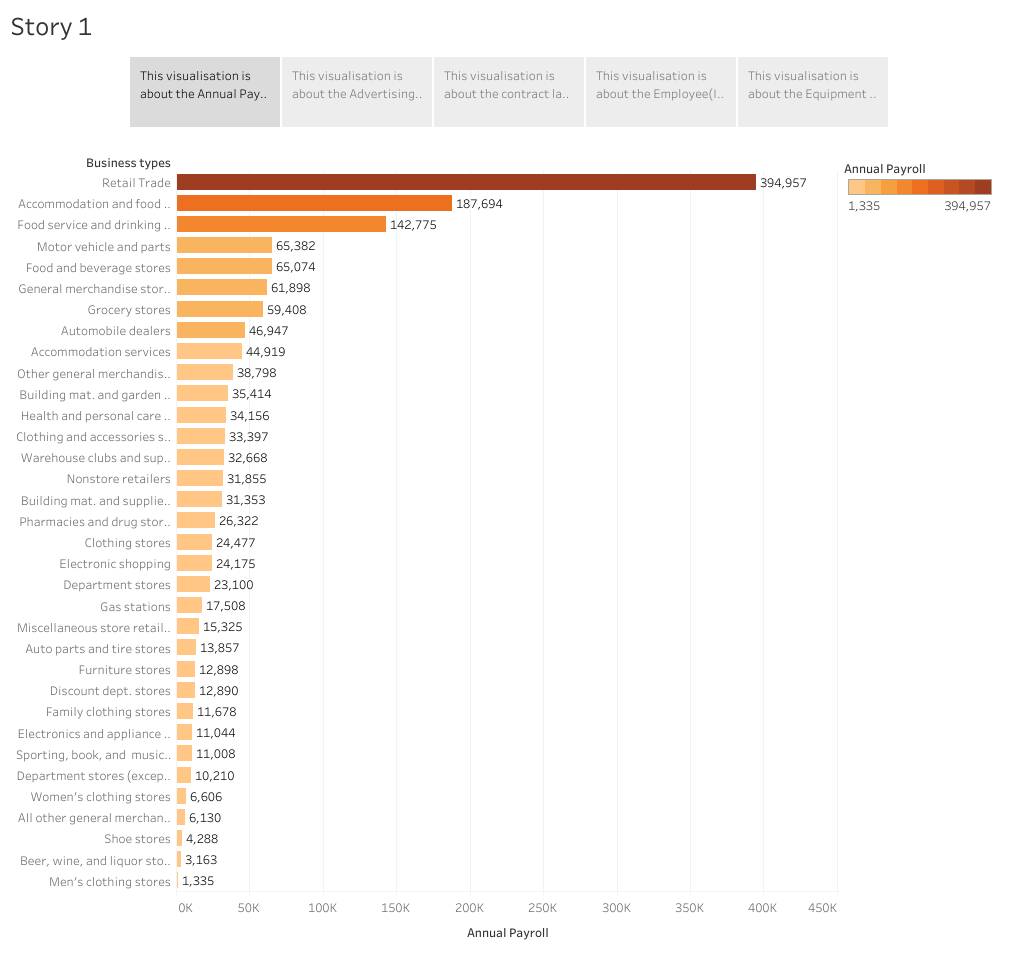 Story 1
This visualisation is
about the Annual Pay..
This visualisation is
about the Advertising..
This visualisation is
about the contract la..
This visualisation is
about the Employee(I..
This visualisation is
about the Equipment ..
Business types
Retail Trade 394,957
Accommodation and food .. 187,694
Food service and drinking .. 142,775
Motor vehicle and parts 65,382
Food and beverage stores 65,074
General merchandise stor.. 61,898
Grocery stores 59,408
Automobile dealers 46,947
Accommodation services 44,919
Other general merchandis.. 38,798
Building mat. and garden .. 35,414
Health and personal care .. 34,156
Clothing and accessories s.. 33,397
Warehouse clubs and sup.. 32,668
Nonstore retailers 31,855
Building mat. and supplie.. 31,353
Pharmacies and drug stor.. 26,322
Clothing stores 24,477
Electronic shopping 24,175
Department stores 23,100
Gas stations 17,508
Miscellaneous store retail.. 15,325
Auto parts and tire stores 13,857
Furniture stores 12,898
Discount dept. stores 12,890
Family clothing stores 11,678
Electronics and appliance .. 11,044
Sporting, book, and  music.. 11,008
Department stores (excep.. 10,210
Women's clothing stores 6,606
All other general merchan.. 6,130
Shoe stores 4,288
Beer, wine, and liquor sto.. 3,163
Men's clothing stores 1,335
0K 50K 100K 150K 200K 250K 300K 350K 400K 450K
Annual Payroll
Annual Payroll
1,335 394,957